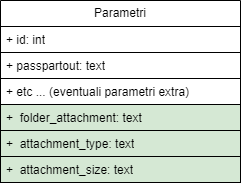 Parametri
+ id: int
+ passpartout: text
+ etc ... (eventuali parametri extra)
+ folder_attachment: text
+ attachment_type: text
+ attachment_size: text